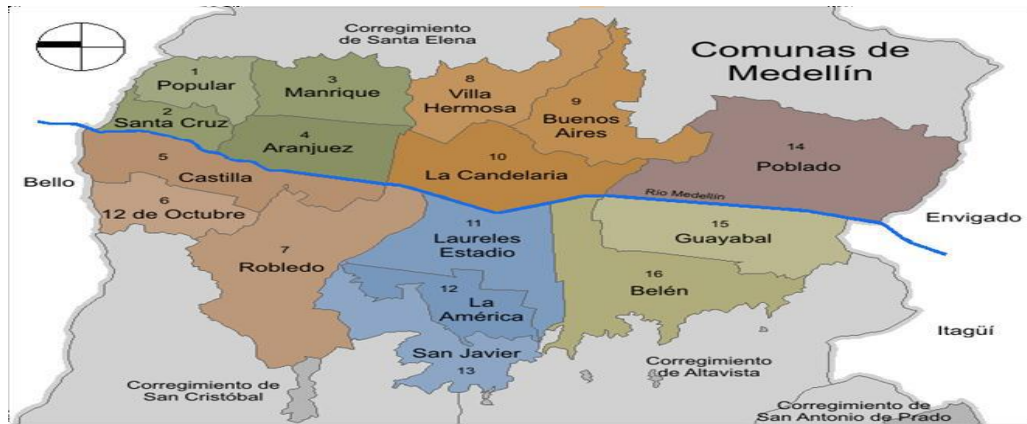 Comunas de
Medellín
Corregimiento
de Santa Elena
1
Popular
2
Santa Cruz
3
Manrique
4
Aranjuez
8
Villa
Hermosa
9
Buenos
Aires
10
La Candelaria
14
Poblado
Río Medellín
Bello
5
Castilla
6
12 de Octubre
7
Robledo
11
Laureles
Estadio
12
La
América
San Javier
13
15
Guayabal
16
Belén
Envigado
Itagüí
Corregimiento de
San Cristóbal
Corregimiento
de Altavista
Corregimiento de
San Antonio de Prado